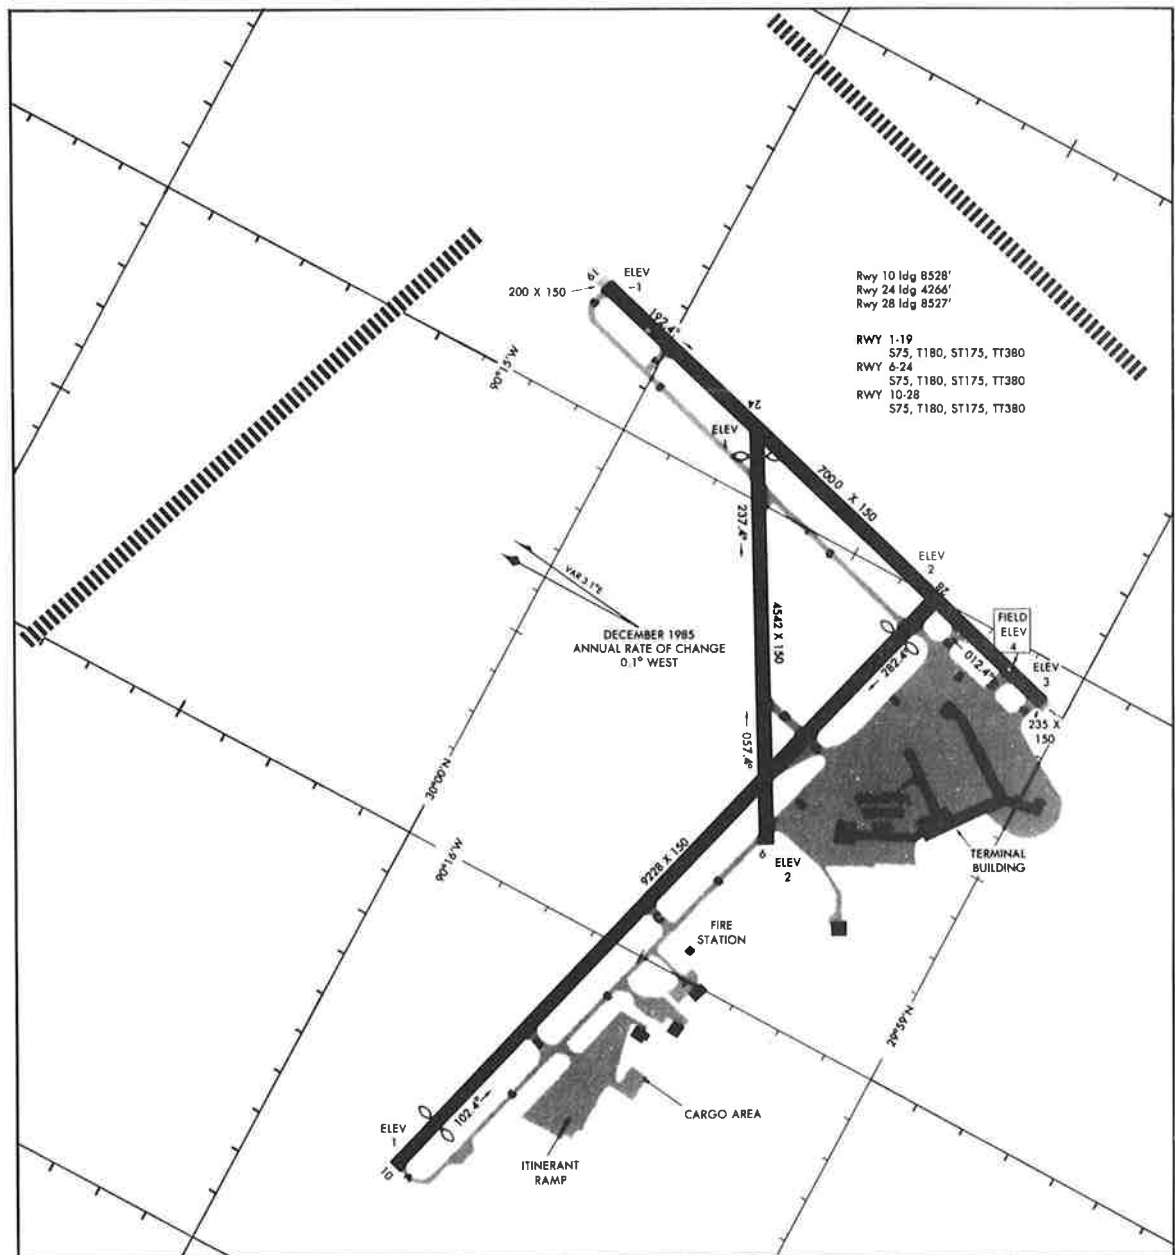 19
ELEV
-1
200 X 150
192.4°
Rwy 10 ldg 8528'
Rwy 24 ldg 4266'
Rwy 28 ldg 8527'
RWY 1-19
S75, T180, ST175, TT380
RWY 6-24
S75, T180, ST175, TT380
RWY 10-28
S75, T180, ST175, TT380
90°15'W
24
ELEV
7000 X 150
237.4°
VAR 3.1°E
DECEMBER 1985
ANNUAL RATE OF CHANGE
0.1° WEST
4542 X 150
ELEV
2
28
FIELD
ELEV
4
012.4°
ELEV
3
282.4°
235 X
150
057.4°
30°00'N
90°16'W
9228 X 150
6
ELEV
2
TERMINAL
BUILDING
FIRE
STATION
29°59'N
102.4°
ELEV
1
10
CARGO AREA
ITINERANT
RAMP